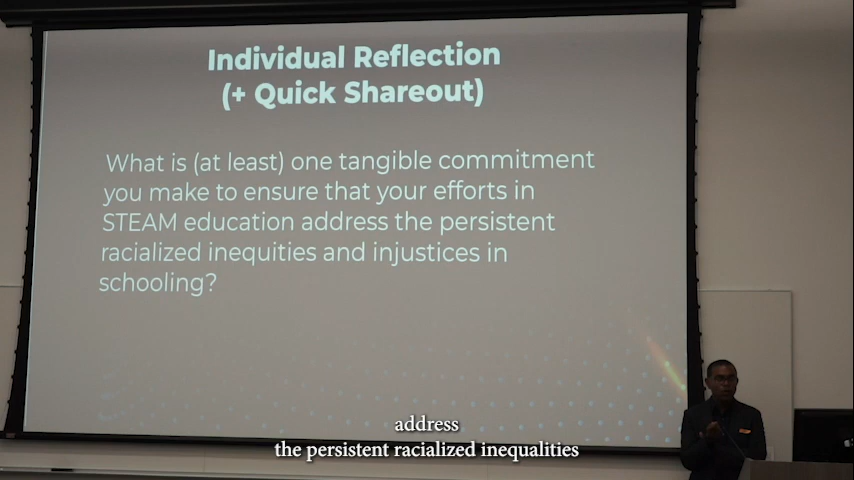 Individual Reflection
(+ Quick Shareout)
What is (at least) one tangible commitment
you make to ensure that your efforts in
STEAM education address the persistent
racialized inequities and injustices in
schooling?
address
the persistent racialized inequalities